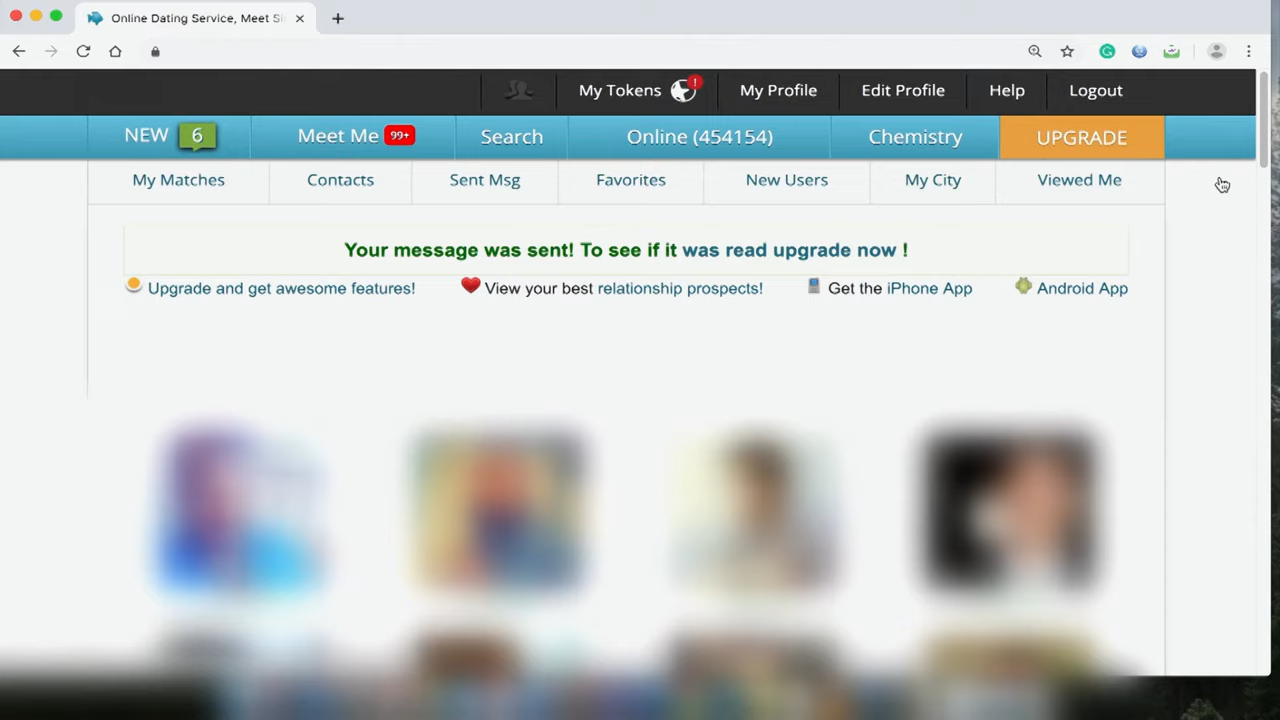 Online Dating Service, Meet Si
My Tokens ! My Profile Edit Profile Help Logout
NEW 6 Meet Me 99+ Search Online (454154) Chemistry UPGRADE
My Matches Contacts Sent Msg Favorites New Users My City Viewed Me
Your message was sent! To see if it was read upgrade now !
Upgrade and get awesome features! View your best relationship prospects! Get the iPhone App Android App